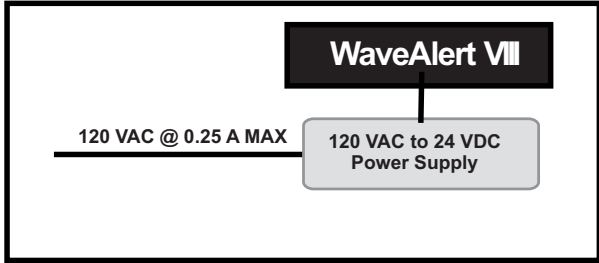 WaveAlert VIII
120 VAC @ 0.25 A MAX
120 VAC to 24 VDC
Power Supply